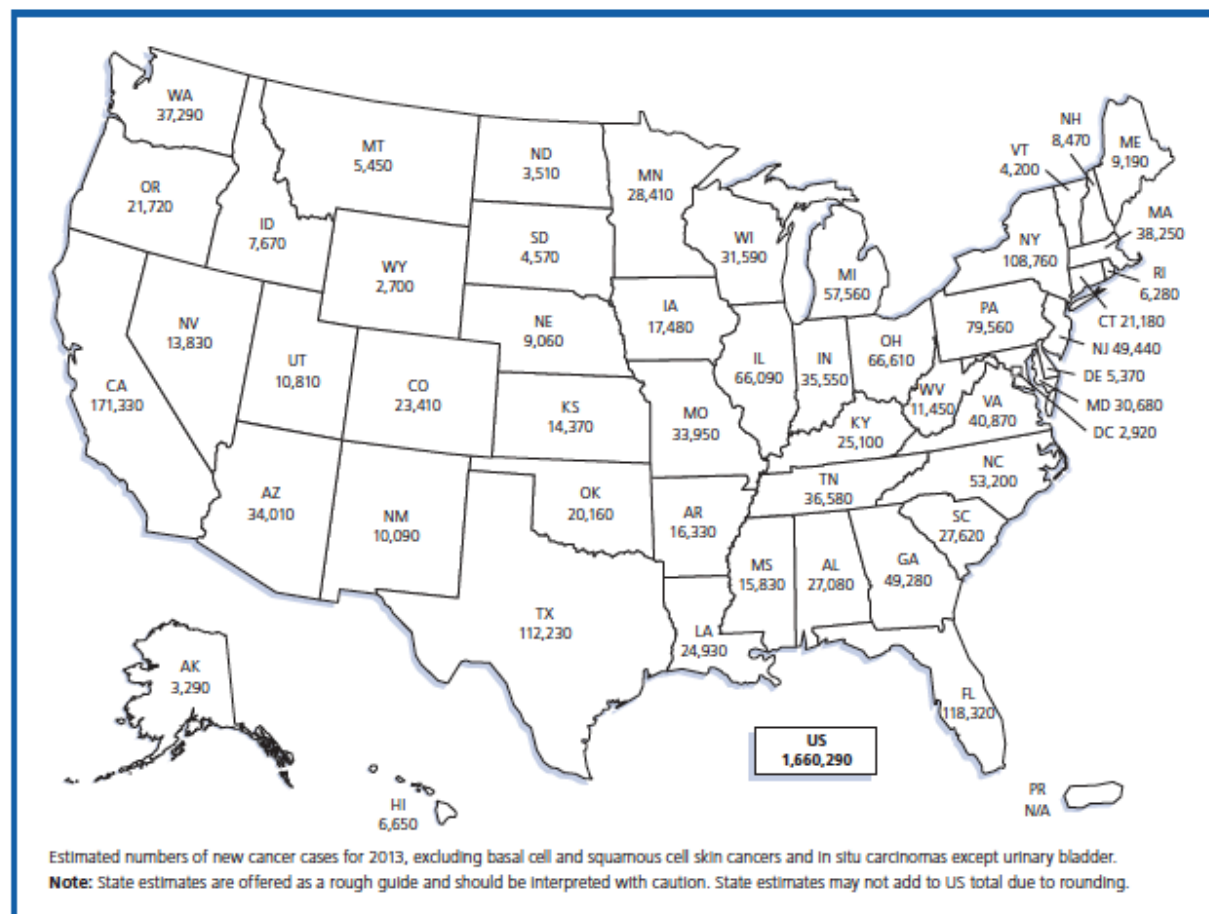 WA
37,290
MT
5,450
ND
3,510
MN
28,410
NH
8,470
VT
4,200
ME
9,190
OR
21,720
ID
7,670
SD
4,570
WI
31,590
MI
57,560
NY
108,760
MA
38,250
RI
6,280
CT 21,180
WY
2,700
IA
17,480
NE
9,060
PA
79,560
NJ 49,440
NV
13,830
UT
10,810
CO
23,410
IL
66,090
IN
35,550
OH
66,610
DE 5,370
MD 30,680
DC 2,920
CA
171,330
KS
14,370
MO
33,950
WV
11,450
VA
40,870
KY
25,100
NC
53,200
TN
36,580
AZ
34,010
NM
10,090
OK
20,160
AR
16,330
SC
27,620
MS
15,830
AL
27,080
GA
49,280
TX
112,230
LA
24,930
AK
3,290
FL
118,320
US
1,660,290
HI
6,650
PR
N/A
Estimated numbers of new cancer cases for 2013, excluding basal cell and squamous cell skin cancers and in situ carcinomas except urinary bladder.
Note: State estimates are offered as a rough guide and should be interpreted with caution. State estimates may not add to US total due to rounding.